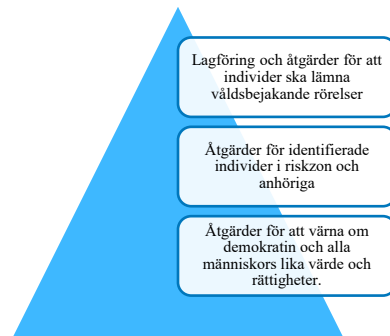 Lagföring och åtgärder för att
individer ska lämna
våldsbejakande rörelser
Åtgärder för identifierade
individer i riskzon och
anhöriga
Åtgärder för att värna om
demokratin och alla
människors lika värde och
rättigheter.